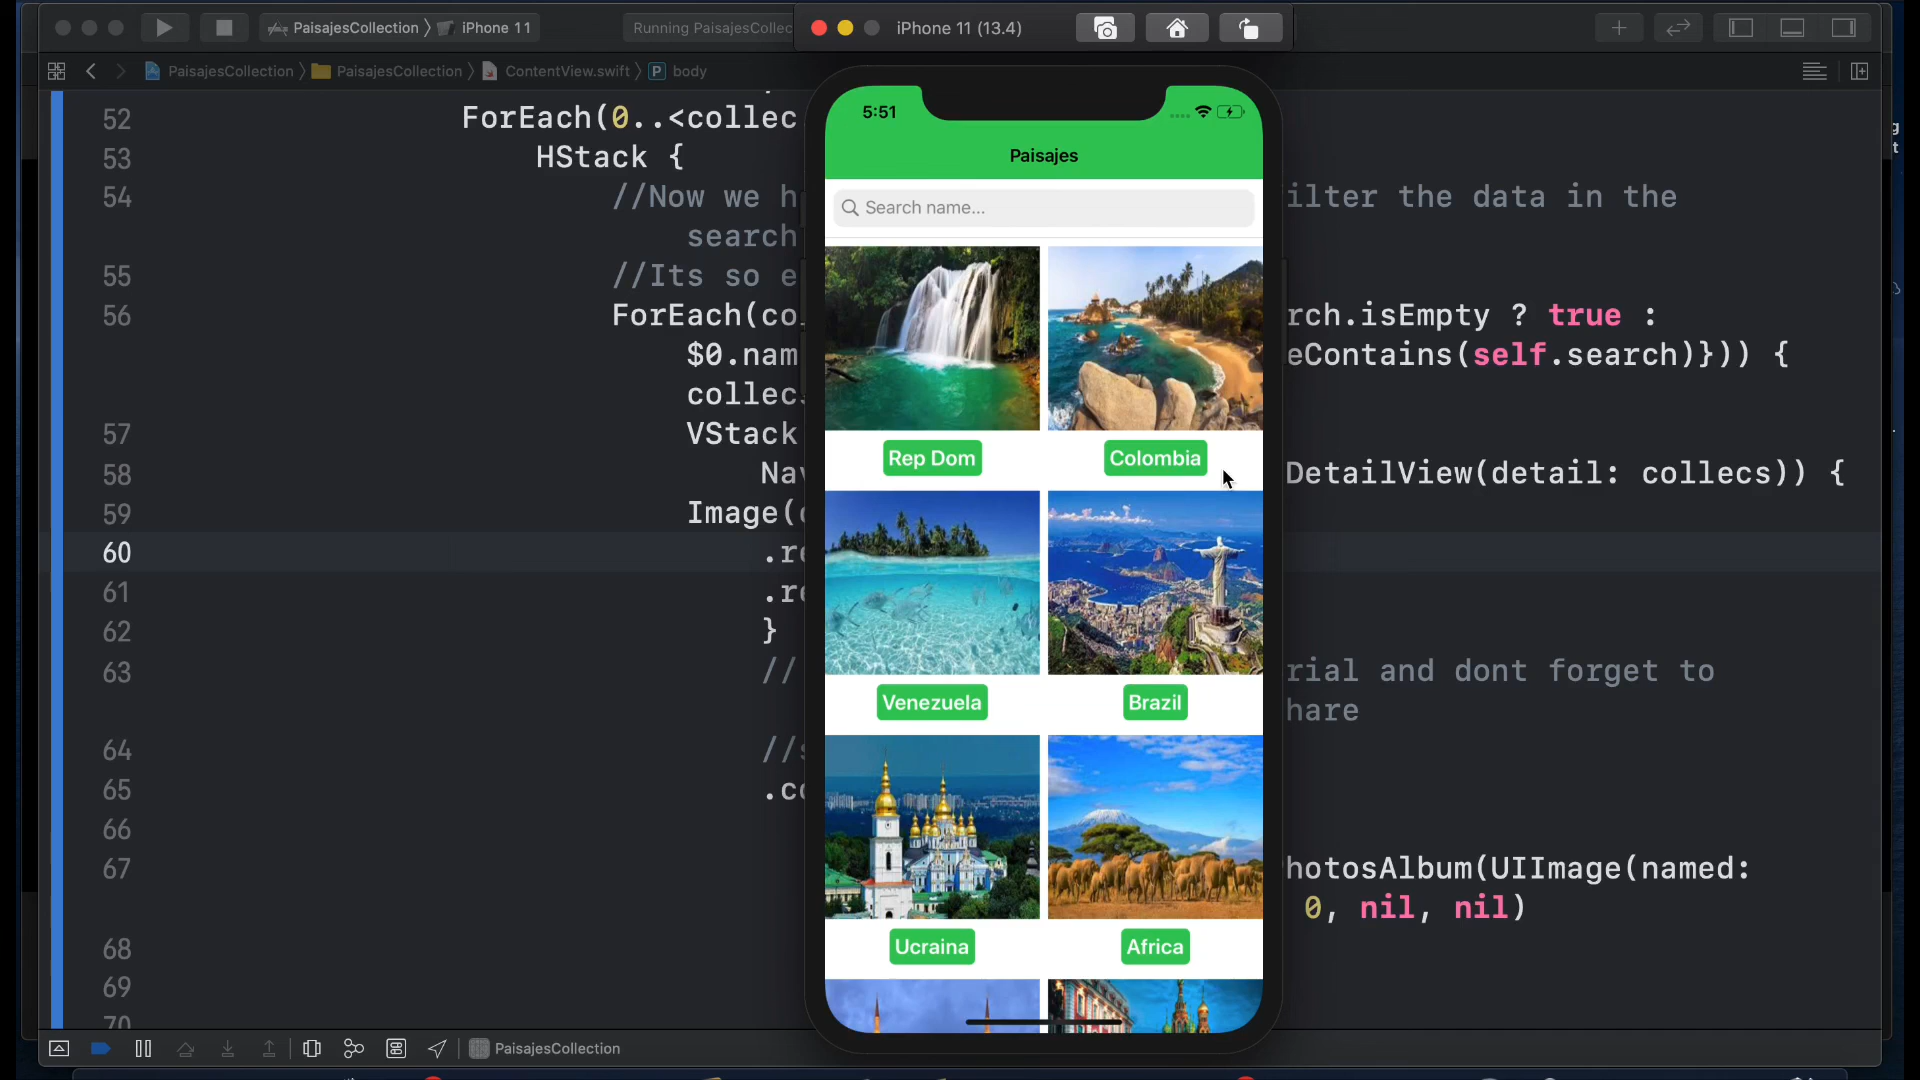 PaisajesCollection 〉 iPhone 11
Running PaisajesCollec
iPhone 11 (13.4)
PaisajesCollection 〉 PaisajesCollection 〉 ContentView.swift 〉 P body
52 ForEach(0..<collec
53 HStack {
54 //Now we h
ilter the data in the
search
55 //Its so e
56 ForEach(co
rch.isEmpty ? true :
$0.nam
eContains(self.search)})) {
collec
57 VStack
58 Nav
DetailView(detail: collecs)) {
59 Image(
60 .re
61 .re
62 }
63 //
rial and dont forget to
hare
64 //s
65 .co
66
67
hotosAlbum(UIImage(named:
0, nil, nil)
68
69
70
5:51
Paisajes
Search name...
Rep Dom
Colombia
Venezuela
Brazil
Ucraina
Africa
PaisajesCollection